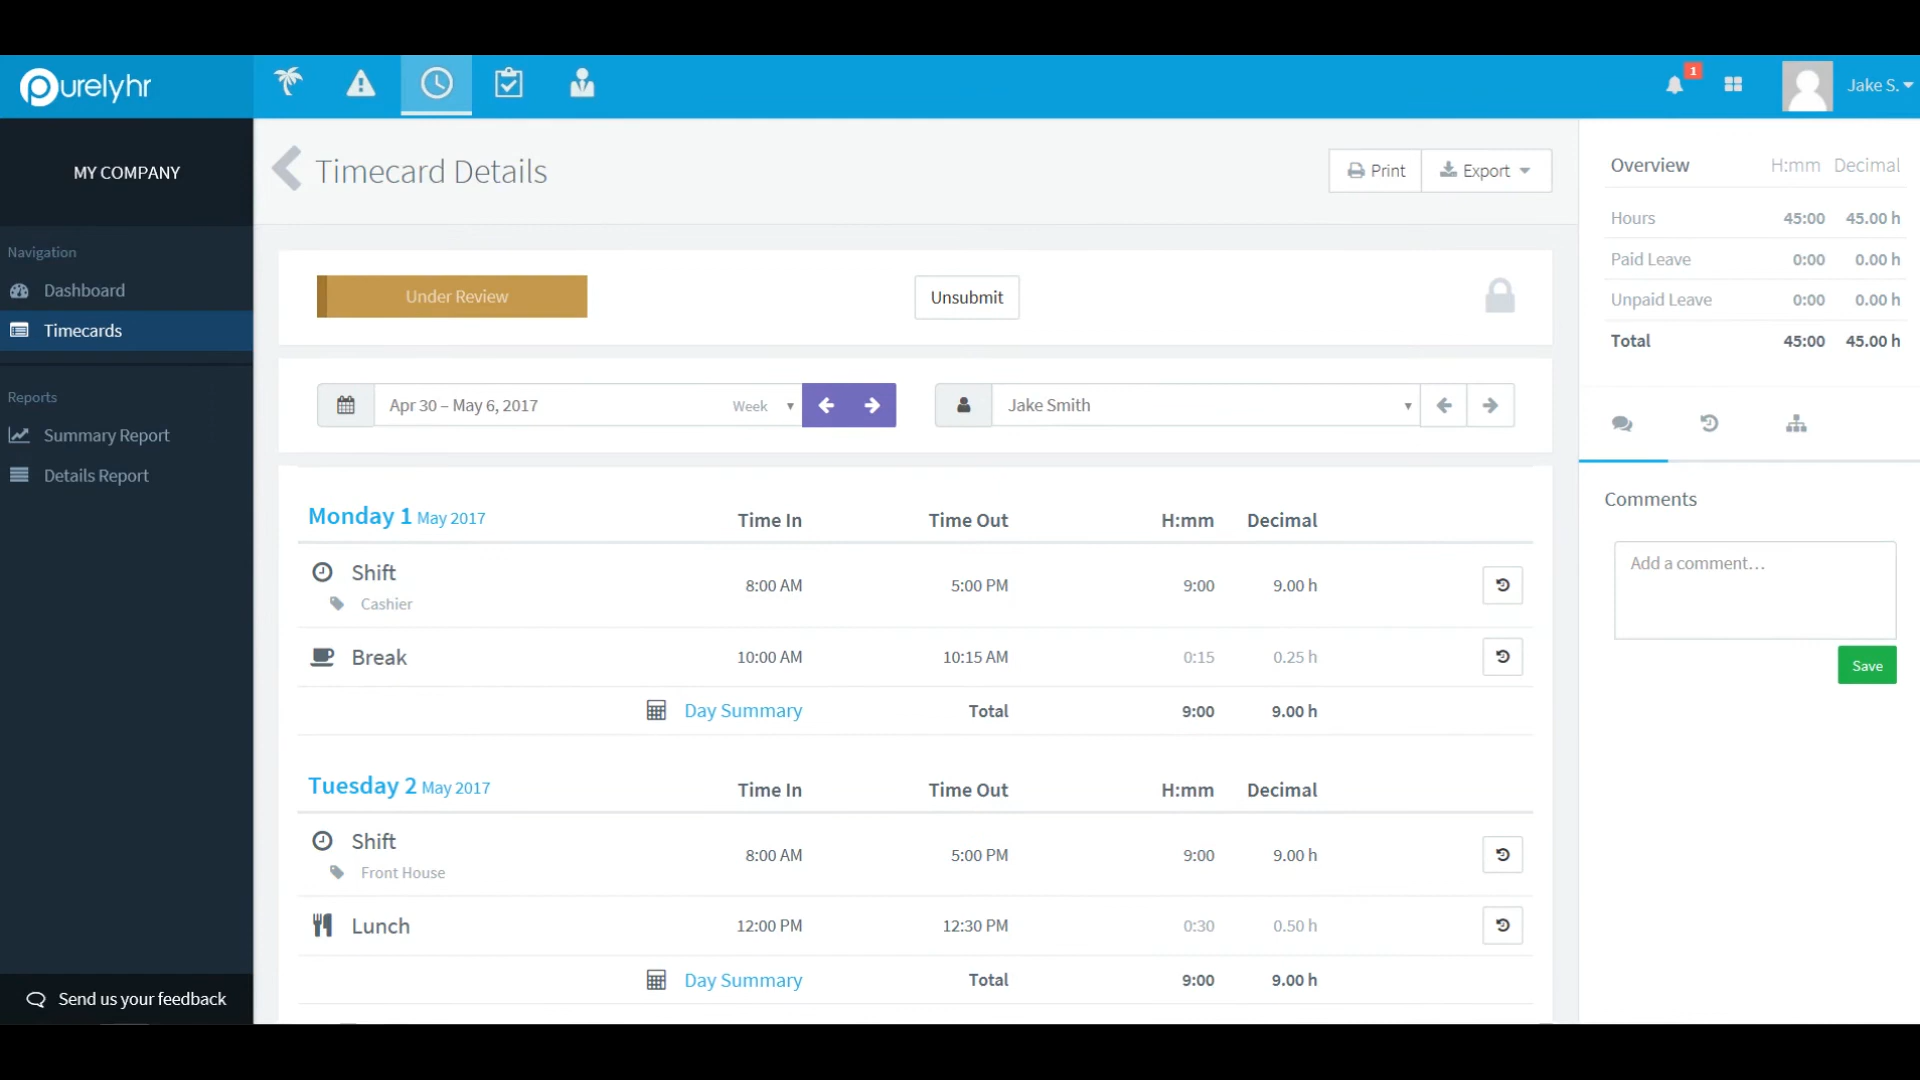 purelyhr
1
Jake S.
MY COMPANY
Timecard Details
Print
Export
Overview H:mm Decimal
Hours 45:00 45.00 h
Paid Leave 0:00 0.00 h
Unpaid Leave 0:00 0.00 h
Total 45:00 45.00 h
Navigation
Dashboard
Timecards
Reports
Summary Report
Details Report
Under Review
Unsubmit
Apr 30 – May 6, 2017 Week
Jake Smith
Monday 1 May 2017 Time In Time Out H:mm Decimal
Shift 8:00 AM 5:00 PM 9:00 9.00 h
Cashier
Break 10:00 AM 10:15 AM 0:15 0.25 h
Day Summary Total 9:00 9.00 h
Tuesday 2 May 2017 Time In Time Out H:mm Decimal
Shift 8:00 AM 5:00 PM 9:00 9.00 h
Front House
Lunch 12:00 PM 12:30 PM 0:30 0.50 h
Day Summary Total 9:00 9.00 h
Comments
Add a comment...
Save
Send us your feedback